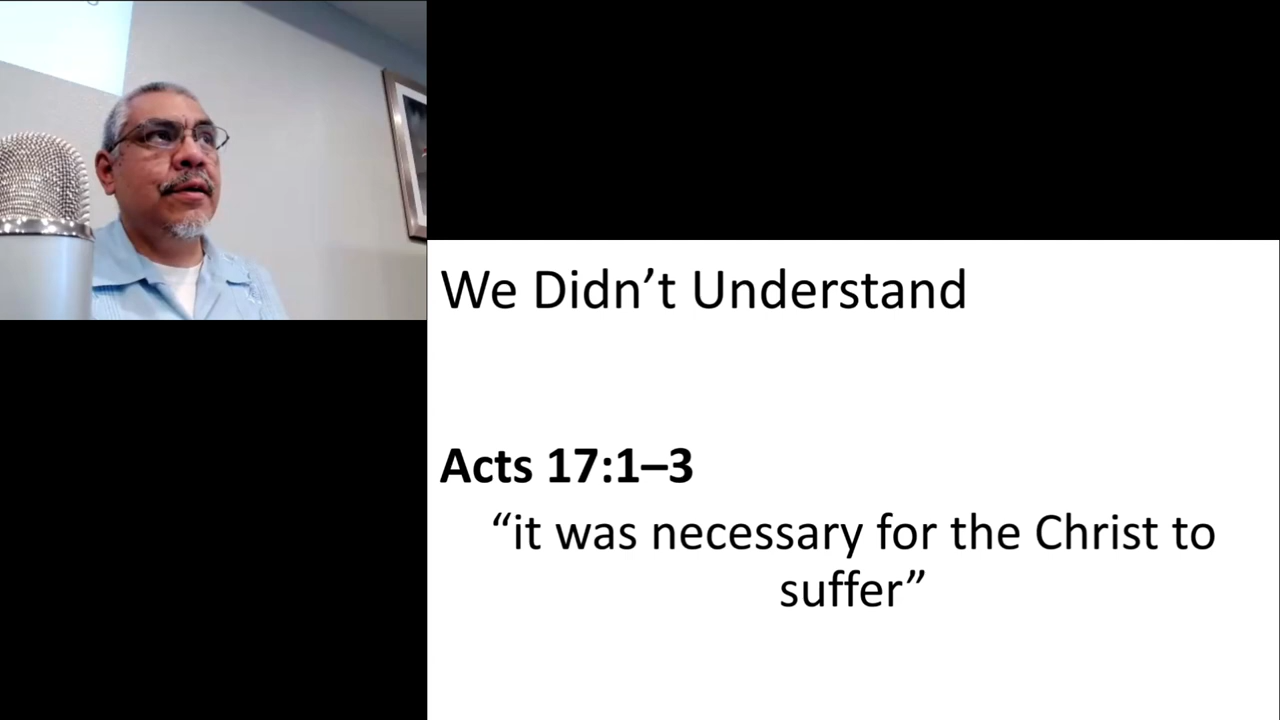 We Didn’t Understand
Acts 17:1–3
“it was necessary for the Christ to
suffer”